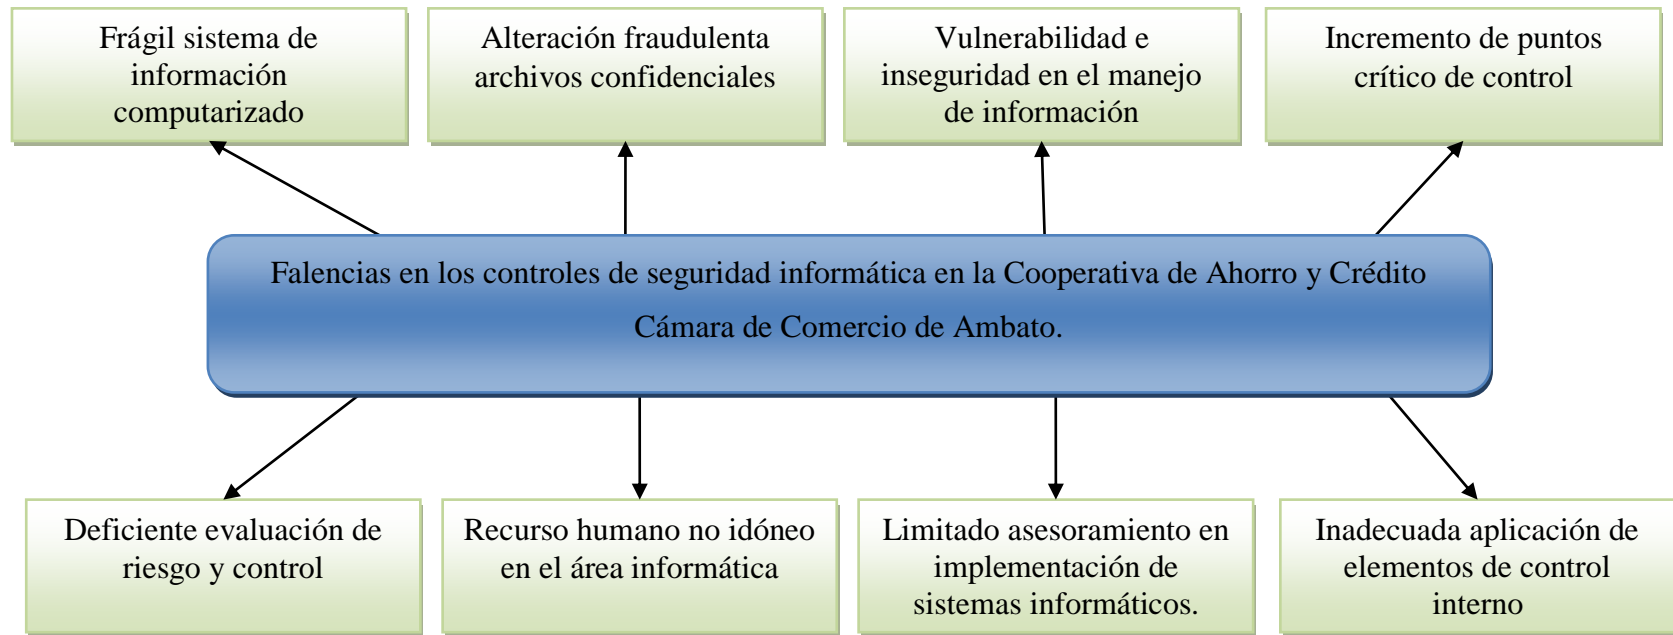 Frágil sistema de
información
computarizado
Alteración fraudulenta
archivos confidenciales
Vulnerabilidad e
inseguridad en el manejo
de información
Incremento de puntos
crítico de control
Falencias en los controles de seguridad informática en la Cooperativa de Ahorro y Crédito
Cámara de Comercio de Ambato.
Deficiente evaluación de
riesgo y control
Recurso humano no idóneo
en el área informática
Limitado asesoramiento en
implementación de
sistemas informáticos.
Inadecuada aplicación de
elementos de control
interno